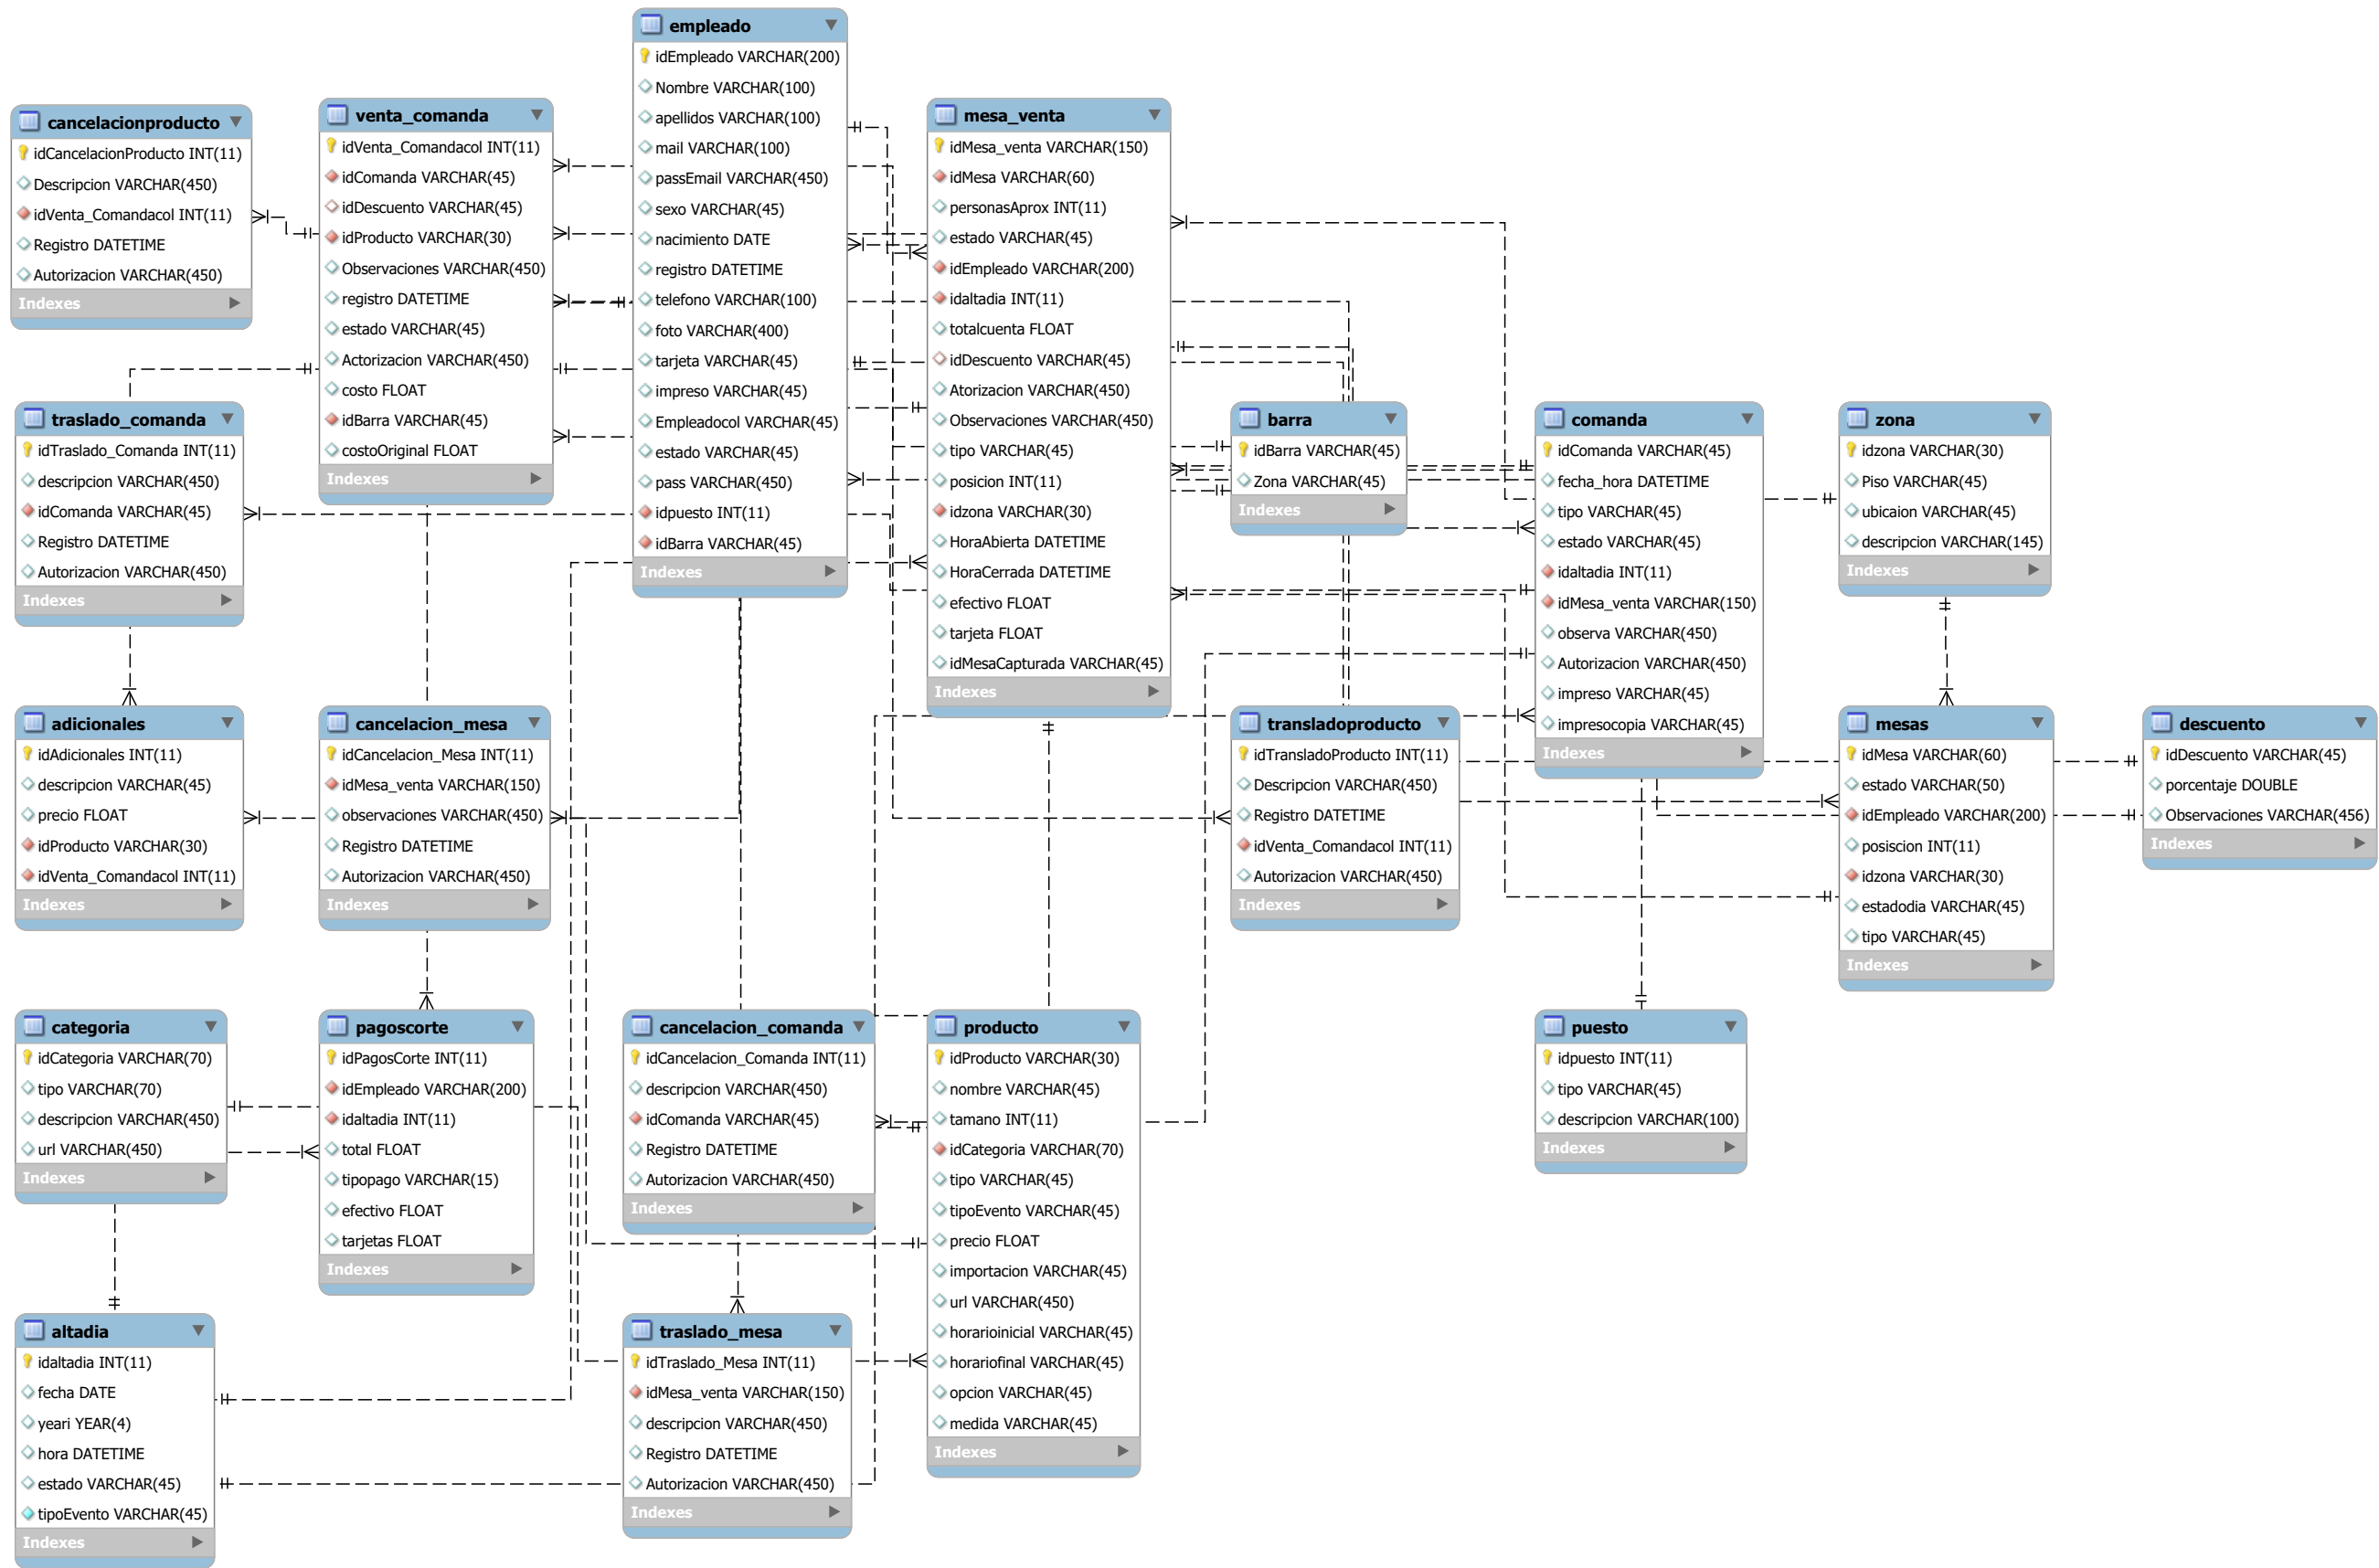 empleado
idEmpleado VARCHAR(200)
Nombre VARCHAR(100)
apellidos VARCHAR(100)
mail VARCHAR(100)
passEmail VARCHAR(450)
sexo VARCHAR(45)
nacimiento DATE
registro DATETIME
telefono VARCHAR(100)
foto VARCHAR(400)
tarjeta VARCHAR(45)
impreso VARCHAR(45)
Empleadocol VARCHAR(45)
estado VARCHAR(45)
pass VARCHAR(450)
idpuesto INT(11)
idBarra VARCHAR(45)
Indexes
cancelacionproducto
idCancelacionProducto INT(11)
Descripcion VARCHAR(450)
idVenta_Comandacol INT(11)
Registro DATETIME
Autorizacion VARCHAR(450)
Indexes
venta_comanda
idVenta_Comandacol INT(11)
idComanda VARCHAR(45)
idDescuento VARCHAR(45)
idProducto VARCHAR(30)
Observaciones VARCHAR(450)
registro DATETIME
estado VARCHAR(45)
Actorizacion VARCHAR(450)
costo FLOAT
idBarra VARCHAR(45)
costoOriginal FLOAT
Indexes
mesa_venta
idMesa_venta VARCHAR(150)
idMesa VARCHAR(60)
personasAprox INT(11)
estado VARCHAR(45)
idEmpleado VARCHAR(200)
idaltadia INT(11)
totalcuenta FLOAT
idDescuento VARCHAR(45)
Atorizacion VARCHAR(450)
Observaciones VARCHAR(450)
tipo VARCHAR(45)
posicion INT(11)
idzona VARCHAR(30)
HoraAbierta DATETIME
HoraCerrada DATETIME
efectivo FLOAT
tarjeta FLOAT
idMesaCapturada VARCHAR(45)
Indexes
traslado_comanda
idTraslado_Comanda INT(11)
descripcion VARCHAR(450)
idComanda VARCHAR(45)
Registro DATETIME
Autorizacion VARCHAR(450)
Indexes
barra
idBarra VARCHAR(45)
Zona VARCHAR(45)
Indexes
comanda
idComanda VARCHAR(45)
fecha_hora DATETIME
tipo VARCHAR(45)
estado VARCHAR(45)
idaltadia INT(11)
idMesa_venta VARCHAR(150)
observa VARCHAR(450)
Autorizacion VARCHAR(450)
impreso VARCHAR(45)
impresocopia VARCHAR(45)
Indexes
zona
idzona VARCHAR(30)
Piso VARCHAR(45)
ubicaion VARCHAR(45)
descripcion VARCHAR(145)
Indexes
adicionales
idAdicionales INT(11)
descripcion VARCHAR(45)
precio FLOAT
idProducto VARCHAR(30)
idVenta_Comandacol INT(11)
Indexes
cancelacion_mesa
idCancelacion_Mesa INT(11)
idMesa_venta VARCHAR(150)
observaciones VARCHAR(450)
Registro DATETIME
Autorizacion VARCHAR(450)
Indexes
transladoproducto
idTransladoProducto INT(11)
Descripcion VARCHAR(450)
Registro DATETIME
idVenta_Comandacol INT(11)
Autorizacion VARCHAR(450)
Indexes
mesas
idMesa VARCHAR(60)
estado VARCHAR(50)
idEmpleado VARCHAR(200)
posiscion INT(11)
idzona VARCHAR(30)
estadodia VARCHAR(45)
tipo VARCHAR(45)
Indexes
descuento
idDescuento VARCHAR(45)
porcentaje DOUBLE
Observaciones VARCHAR(456)
Indexes
categoria
idCategoria VARCHAR(70)
tipo VARCHAR(70)
descripcion VARCHAR(450)
url VARCHAR(450)
Indexes
pagoscorte
idPagosCorte INT(11)
idEmpleado VARCHAR(200)
idaltadia INT(11)
total FLOAT
tipopago VARCHAR(15)
efectivo FLOAT
tarjetas FLOAT
Indexes
cancelacion_comanda
idCancelacion_Comanda INT(11)
descripcion VARCHAR(450)
idComanda VARCHAR(45)
Registro DATETIME
Autorizacion VARCHAR(450)
Indexes
producto
idProducto VARCHAR(30)
nombre VARCHAR(45)
tamano INT(11)
idCategoria VARCHAR(70)
tipo VARCHAR(45)
tipoEvento VARCHAR(45)
precio FLOAT
importacion VARCHAR(45)
url VARCHAR(450)
horarioinicial VARCHAR(45)
horariofinal VARCHAR(45)
opcion VARCHAR(45)
medida VARCHAR(45)
Indexes
puesto
idpuesto INT(11)
tipo VARCHAR(45)
descripcion VARCHAR(100)
Indexes
altadia
idaltadia INT(11)
fecha DATE
yeari YEAR(4)
hora DATETIME
estado VARCHAR(45)
tipoEvento VARCHAR(45)
Indexes
traslado_mesa
idTraslado_Mesa INT(11)
idMesa_venta VARCHAR(150)
descripcion VARCHAR(450)
Registro DATETIME
Autorizacion VARCHAR(450)
Indexes